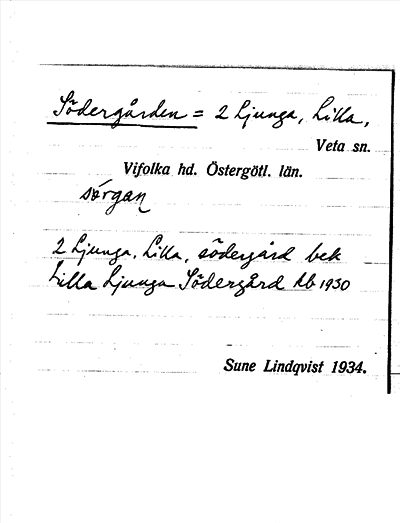 Södergården = 2 Ljunga, Lilla,
Veta sn.
Vifolka hd. Östergötl. län.
sörgan
2 Ljunga, Lilla, södergård bek
Lilla Ljunga Södergård Ab 1930
Sune Lindqvist 1934.